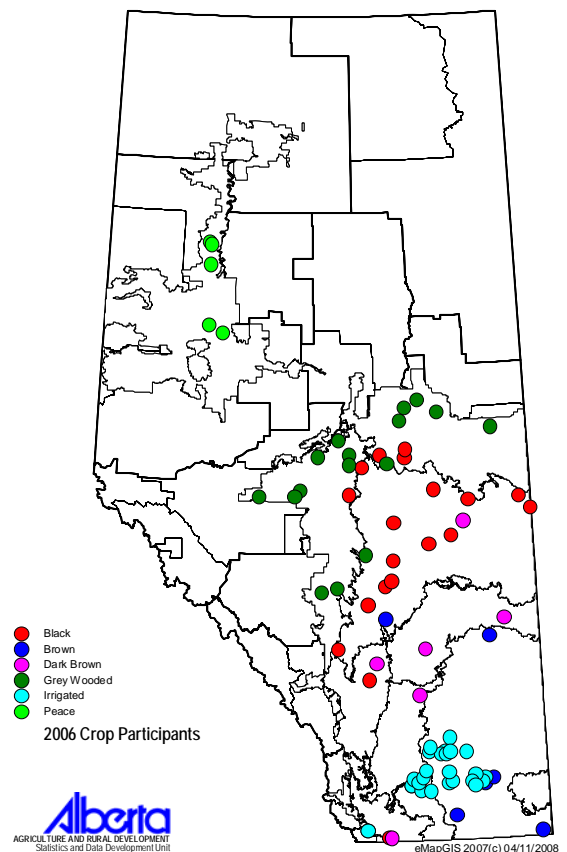 Black
Brown
Dark Brown
Grey Wooded
Irrigated
Peace
2006 Crop Participants
Alberta
AGRICULTURE AND RURAL DEVELOPMENT
Statistics and Data Development Unit
eMapGIS 2007(c) 04/11/2008